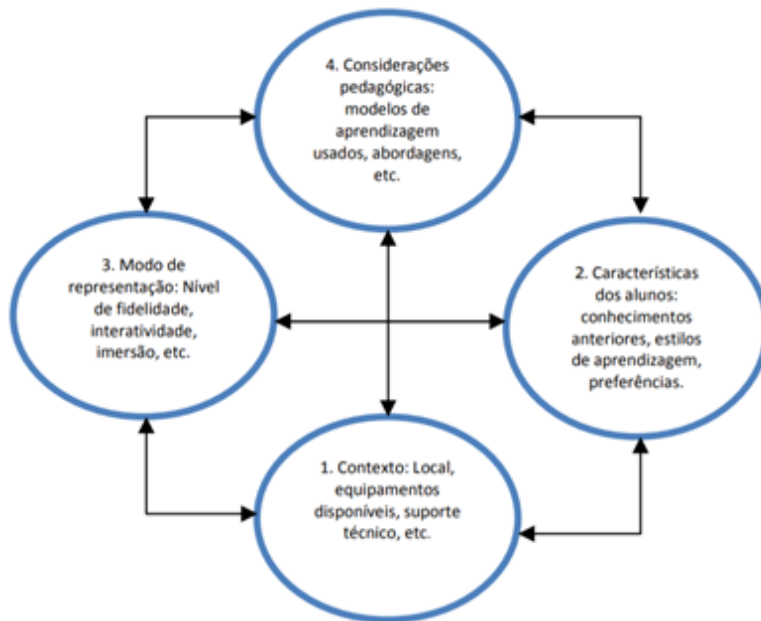 4. Considerações
pedagógicas:
modelos de
aprendizagem
usados, abordagens,
etc.
3. Modo de
representação: Nível
de fidelidade,
interatividade,
imersão, etc.
2. Características
dos alunos:
conhecimentos
anteriores, estilos
de aprendizagem,
preferências.
1. Contexto: Local,
equipamentos
disponíveis, suporte
técnico, etc.